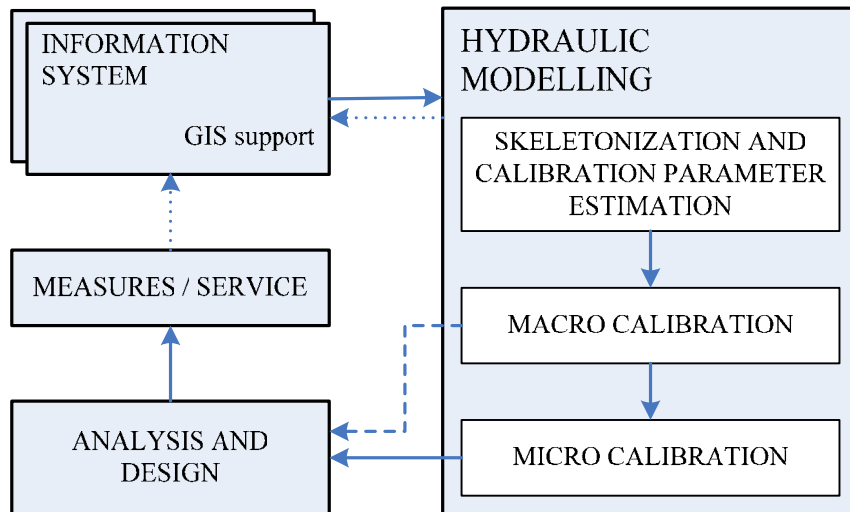 INFORMATION
SYSTEM
GIS support
MEASURES / SERVICE
ANALYSIS AND
DESIGN
HYDRAULIC
MODELLING
SKELETONIZATION AND
CALIBRATION PARAMETER
ESTIMATION
MACRO CALIBRATION
MICRO CALIBRATION